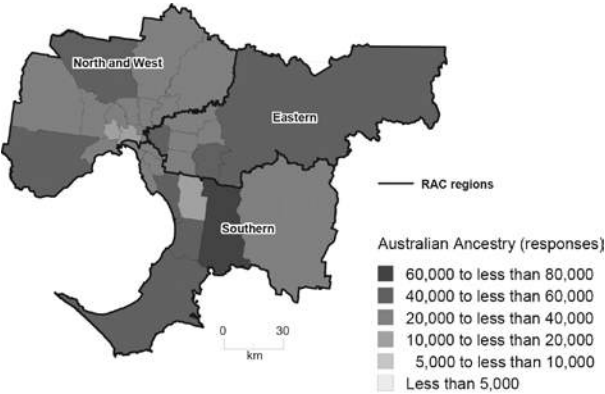 North and West
Eastern
RAC regions
Southern
Australian Ancestry (responses)
60,000 to less than 80,000
40,000 to less than 60,000
20,000 to less than 40,000
10,000 to less than 20,000
5,000 to less than 10,000
Less than 5,000
0 30
km